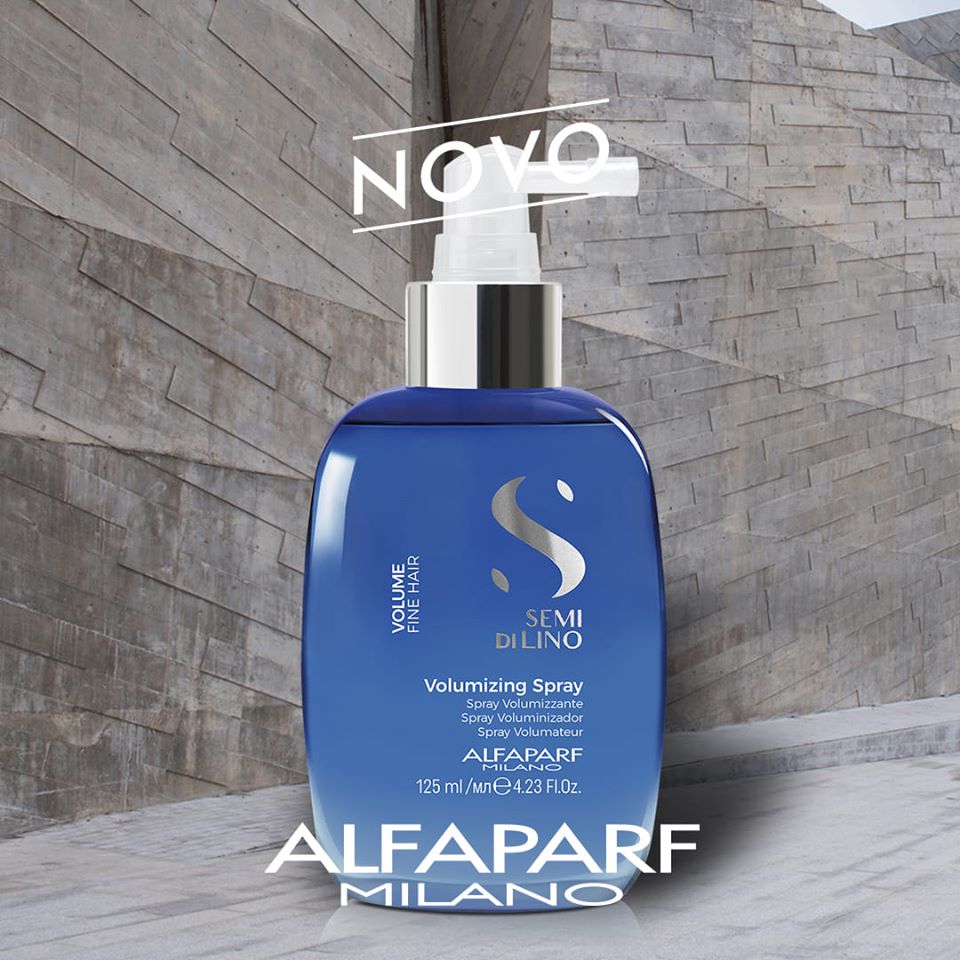 NOVO
VOLUME
FINE HAIR
SEMI
DI LINO
Volumizing Spray
Spray Volumizzante
Spray Voluminizador
Spray Volumateur
ALFAPARF
MILANO
125 ml/мл℮4.23 Fl.Oz.
ALFAPARF
MILANO